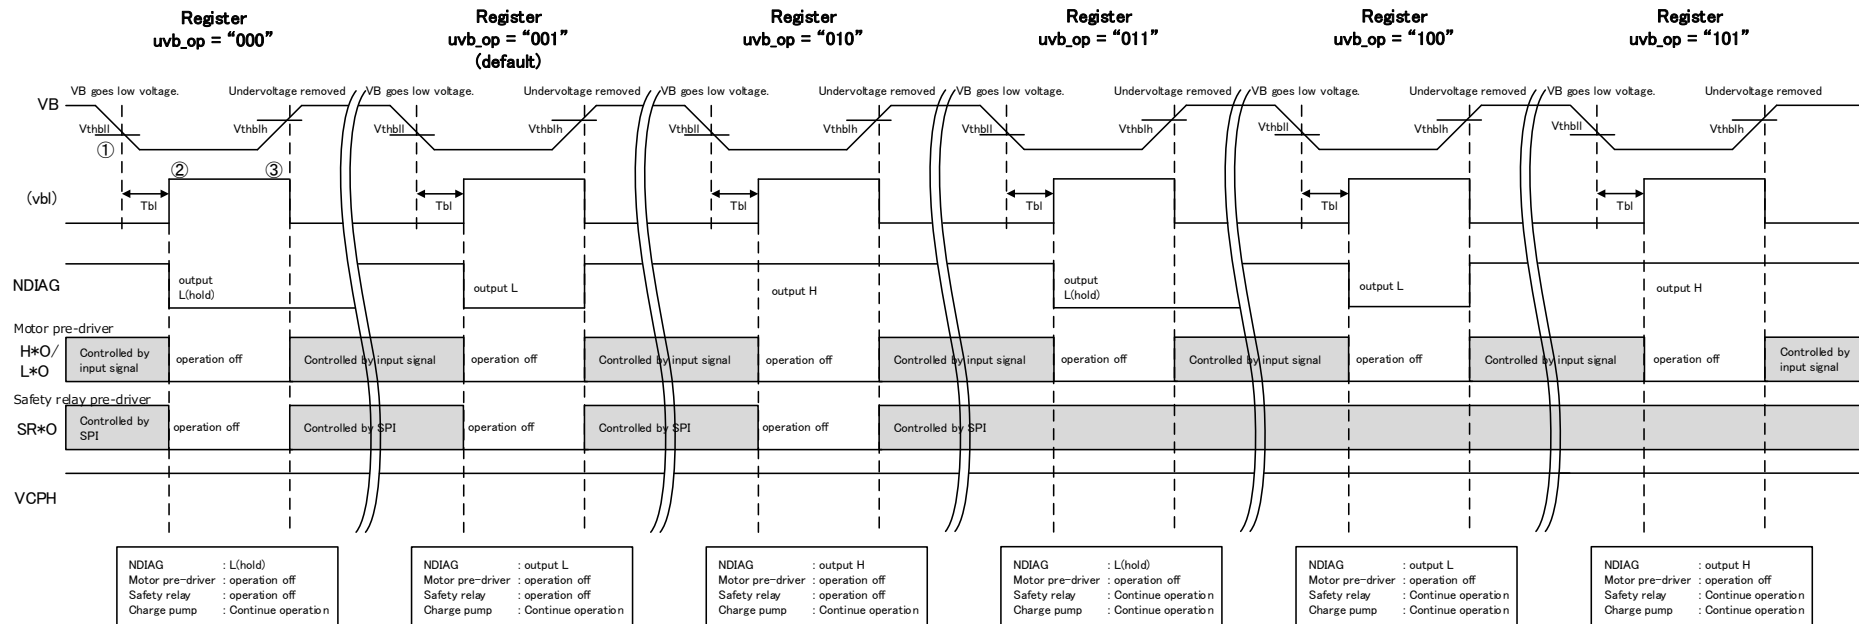 Register
uvb_op = “000”
Register
uvb_op = “001”
(default)
Register
uvb_op = “010”
Register
uvb_op = “011”
Register
uvb_op = “100”
Register
uvb_op = “101”
VB
VB goes low voltage.
Undervoltage removed
VB goes low voltage.
Undervoltage removed
VB goes low voltage.
Undervoltage removed
VB goes low voltage.
Undervoltage removed
VB goes low voltage.
Undervoltage removed
VB goes low voltage.
Undervoltage removed
Vthbll
Vthblh
Vthbll
Vthblh
Vthbll
Vthblh
Vthbll
Vthblh
Vthbll
Vthblh
Vthbll
Vthblh
①
②
③
(vbl)
Tbl
Tbl
Tbl
Tbl
Tbl
Tbl
NDIAG
output
L(hold)
output L
output H
output
L(hold)
output L
output H
Motor pre-driver
H*O/
L*O
Controlled by
input signal
operation off
Controlled by input signal
operation off
Controlled by input signal
operation off
Controlled by input signal
operation off
Controlled by input signal
operation off
Controlled by input signal
operation off
Controlled by
input signal
Safety relay pre-driver
SR*O
Controlled by
SPI
operation off
Controlled by SPI
operation off
Controlled by SPI
operation off
Controlled by SPI
VCPH
NDIAG : L(hold)
Motor pre-driver : operation off
Safety relay : operation off
Charge pump : Continue operation
NDIAG : output L
Motor pre-driver : operation off
Safety relay : operation off
Charge pump : Continue operation
NDIAG : output H
Motor pre-driver : operation off
Safety relay : operation off
Charge pump : Continue operation
NDIAG : L(hold)
Motor pre-driver : operation off
Safety relay : Continue operation
Charge pump : Continue operation
NDIAG : output L
Motor pre-driver : operation off
Safety relay : Continue operation
Charge pump : Continue operation
NDIAG : output H
Motor pre-driver : operation off
Safety relay : Continue operation
Charge pump : Continue operation